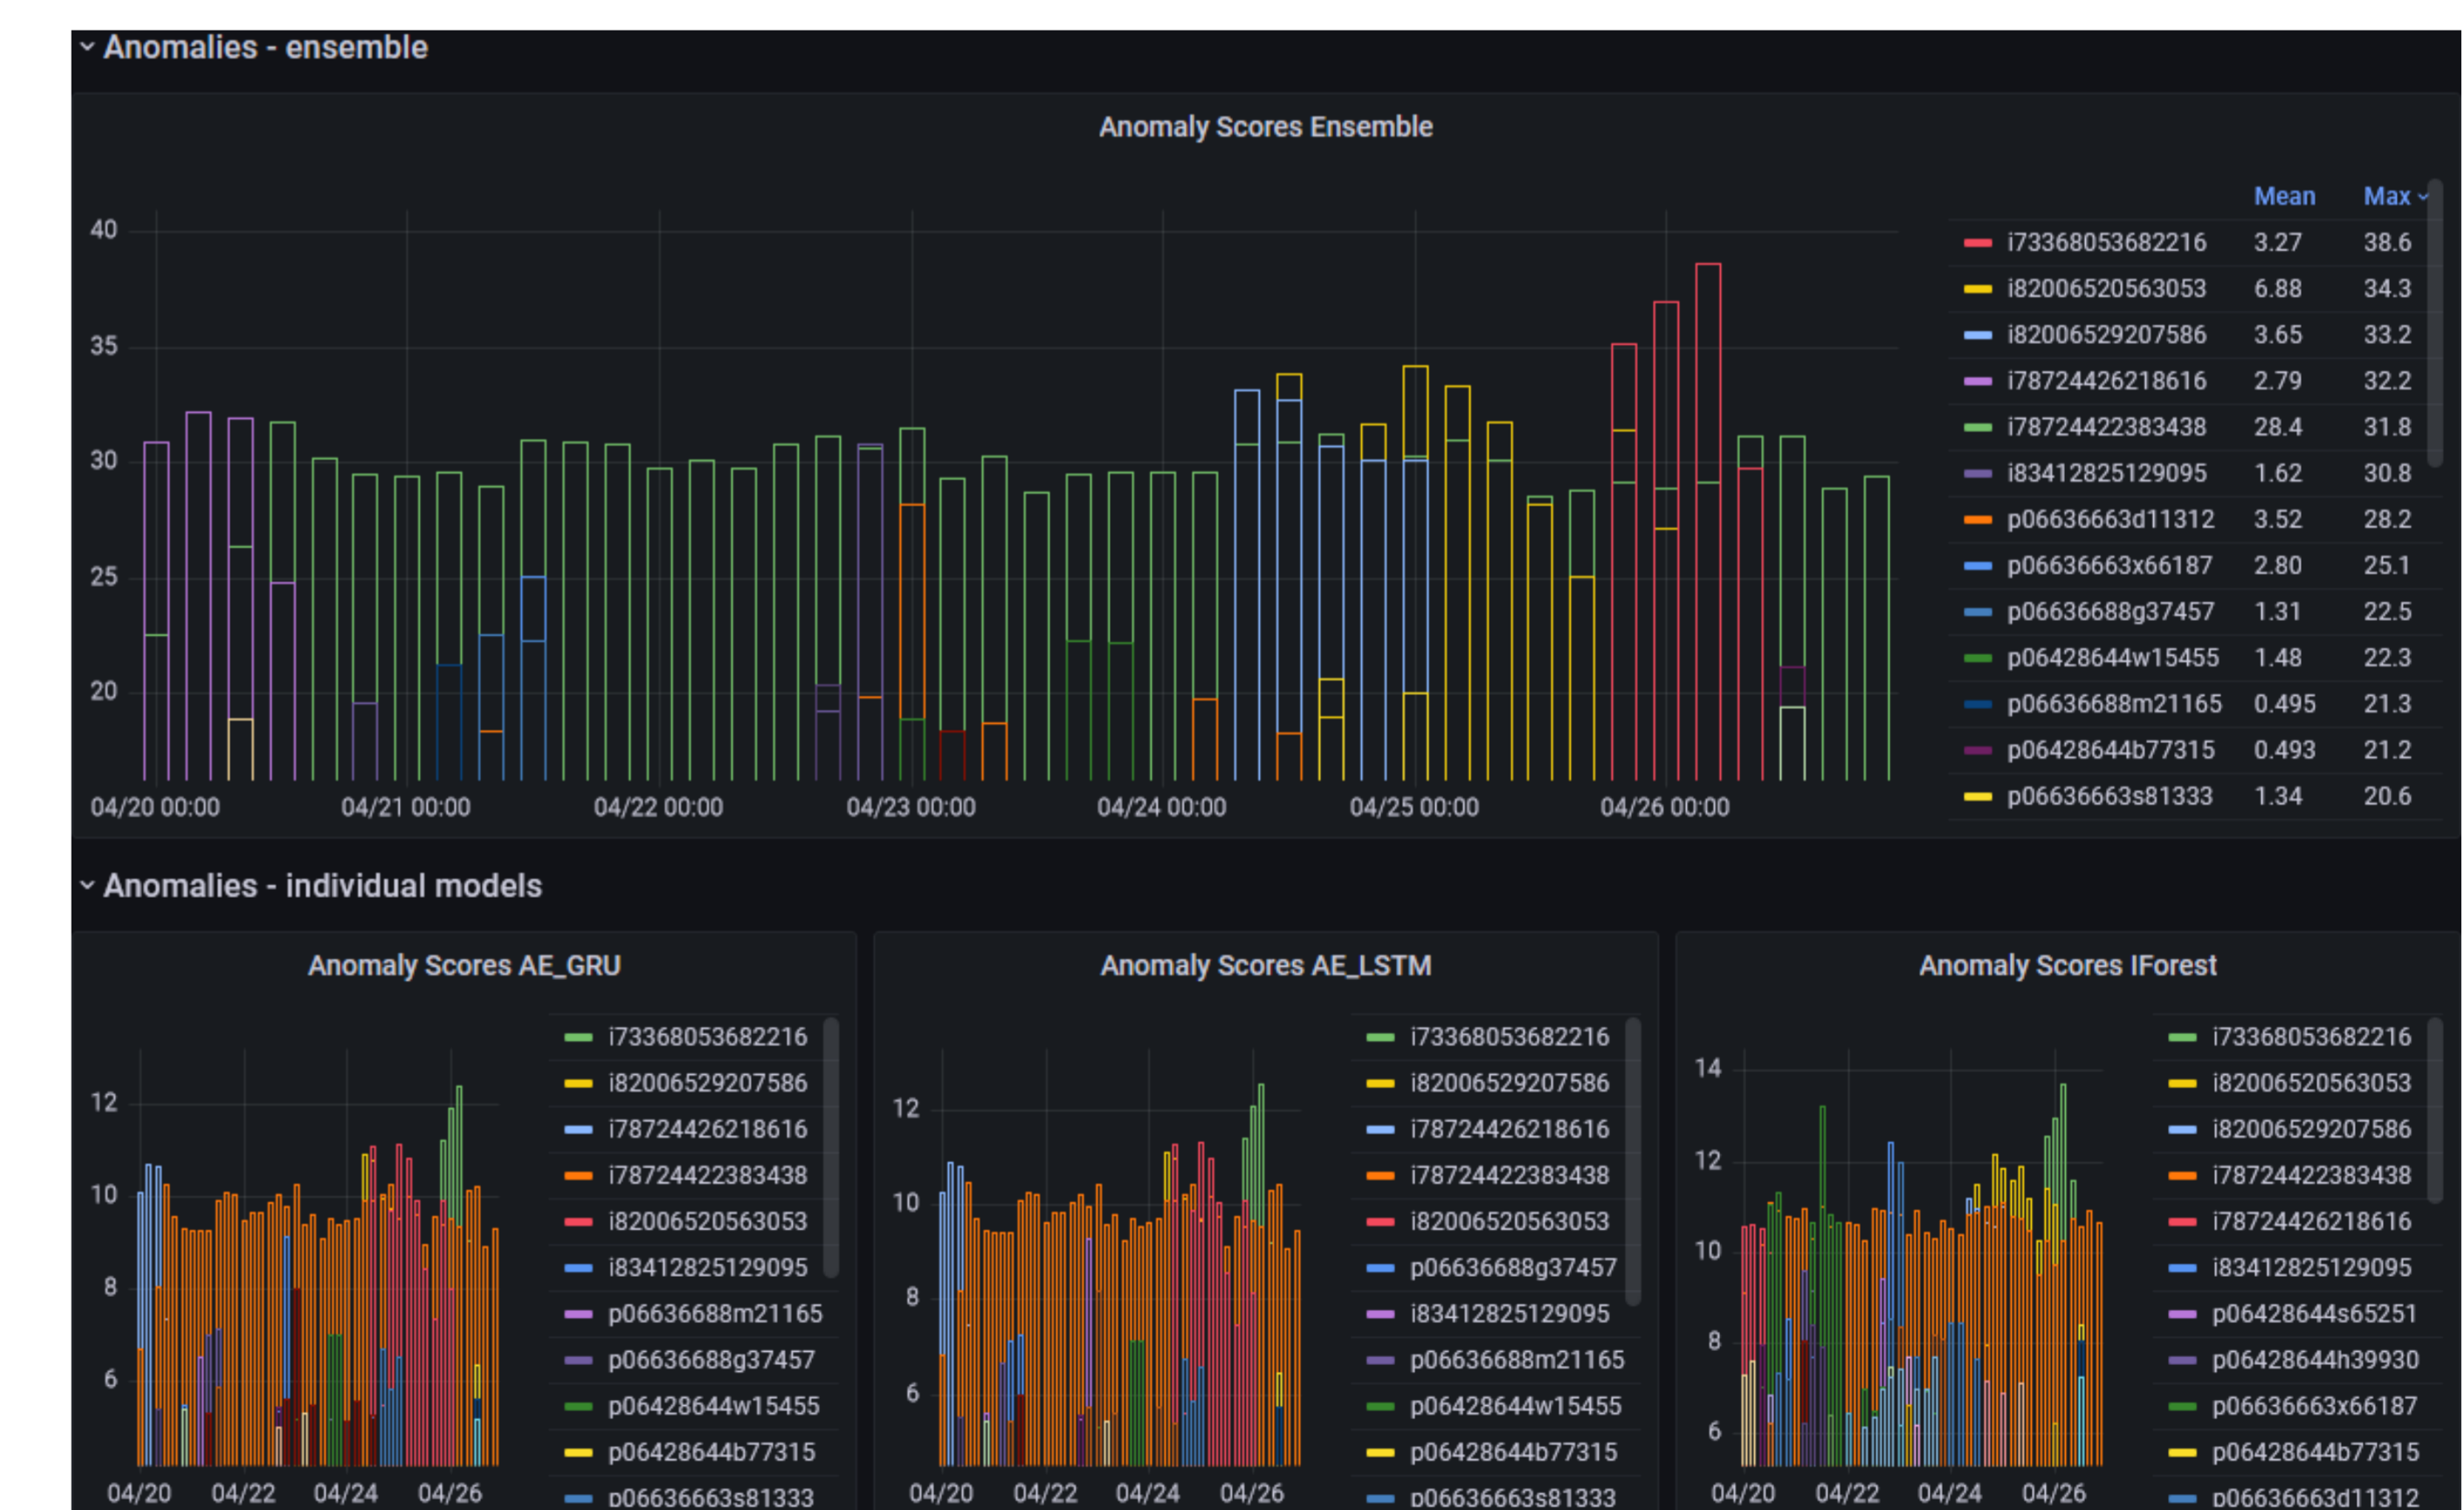 Anomalies - ensemble
Anomaly Scores Ensemble
Mean Max
40
35
30
25
20
04/20 00:00 04/21 00:00 04/22 00:00 04/23 00:00 04/24 00:00 04/25 00:00 04/26 00:00
i73368053682216 3.27 38.6
i82006520563053 6.88 34.3
i82006529207586 3.65 33.2
i78724426218616 2.79 32.2
i78724422383438 28.4 31.8
i83412825129095 1.62 30.8
p06636663d11312 3.52 28.2
p06636663x66187 2.80 25.1
p06636688g37457 1.31 22.5
p06428644w15455 1.48 22.3
p06636688m21165 0.495 21.3
p06428644b77315 0.493 21.2
p06636663s81333 1.34 20.6
Anomalies - individual models
Anomaly Scores AE_GRU
12
10
8
6
04/20 04/22 04/24 04/26
i73368053682216
i82006529207586
i78724426218616
i78724422383438
i82006520563053
i83412825129095
p06636688m21165
p06636688g37457
p06428644w15455
p06428644b77315
p06636663s81333
Anomaly Scores AE_LSTM
12
10
8
6
04/20 04/22 04/24 04/26
i73368053682216
i82006529207586
i78724426218616
i78724422383438
i82006520563053
p06636688g37457
i83412825129095
p06636688m21165
p06428644w15455
p06428644b77315
p06636663s81333
Anomaly Scores IForest
14
12
10
8
6
04/20 04/22 04/24 04/26
i73368053682216
i82006520563053
i82006529207586
i78724422383438
i78724426218616
i83412825129095
p06428644s65251
p06428644h39930
p06636663x66187
p06428644b77315
p06636663d11312